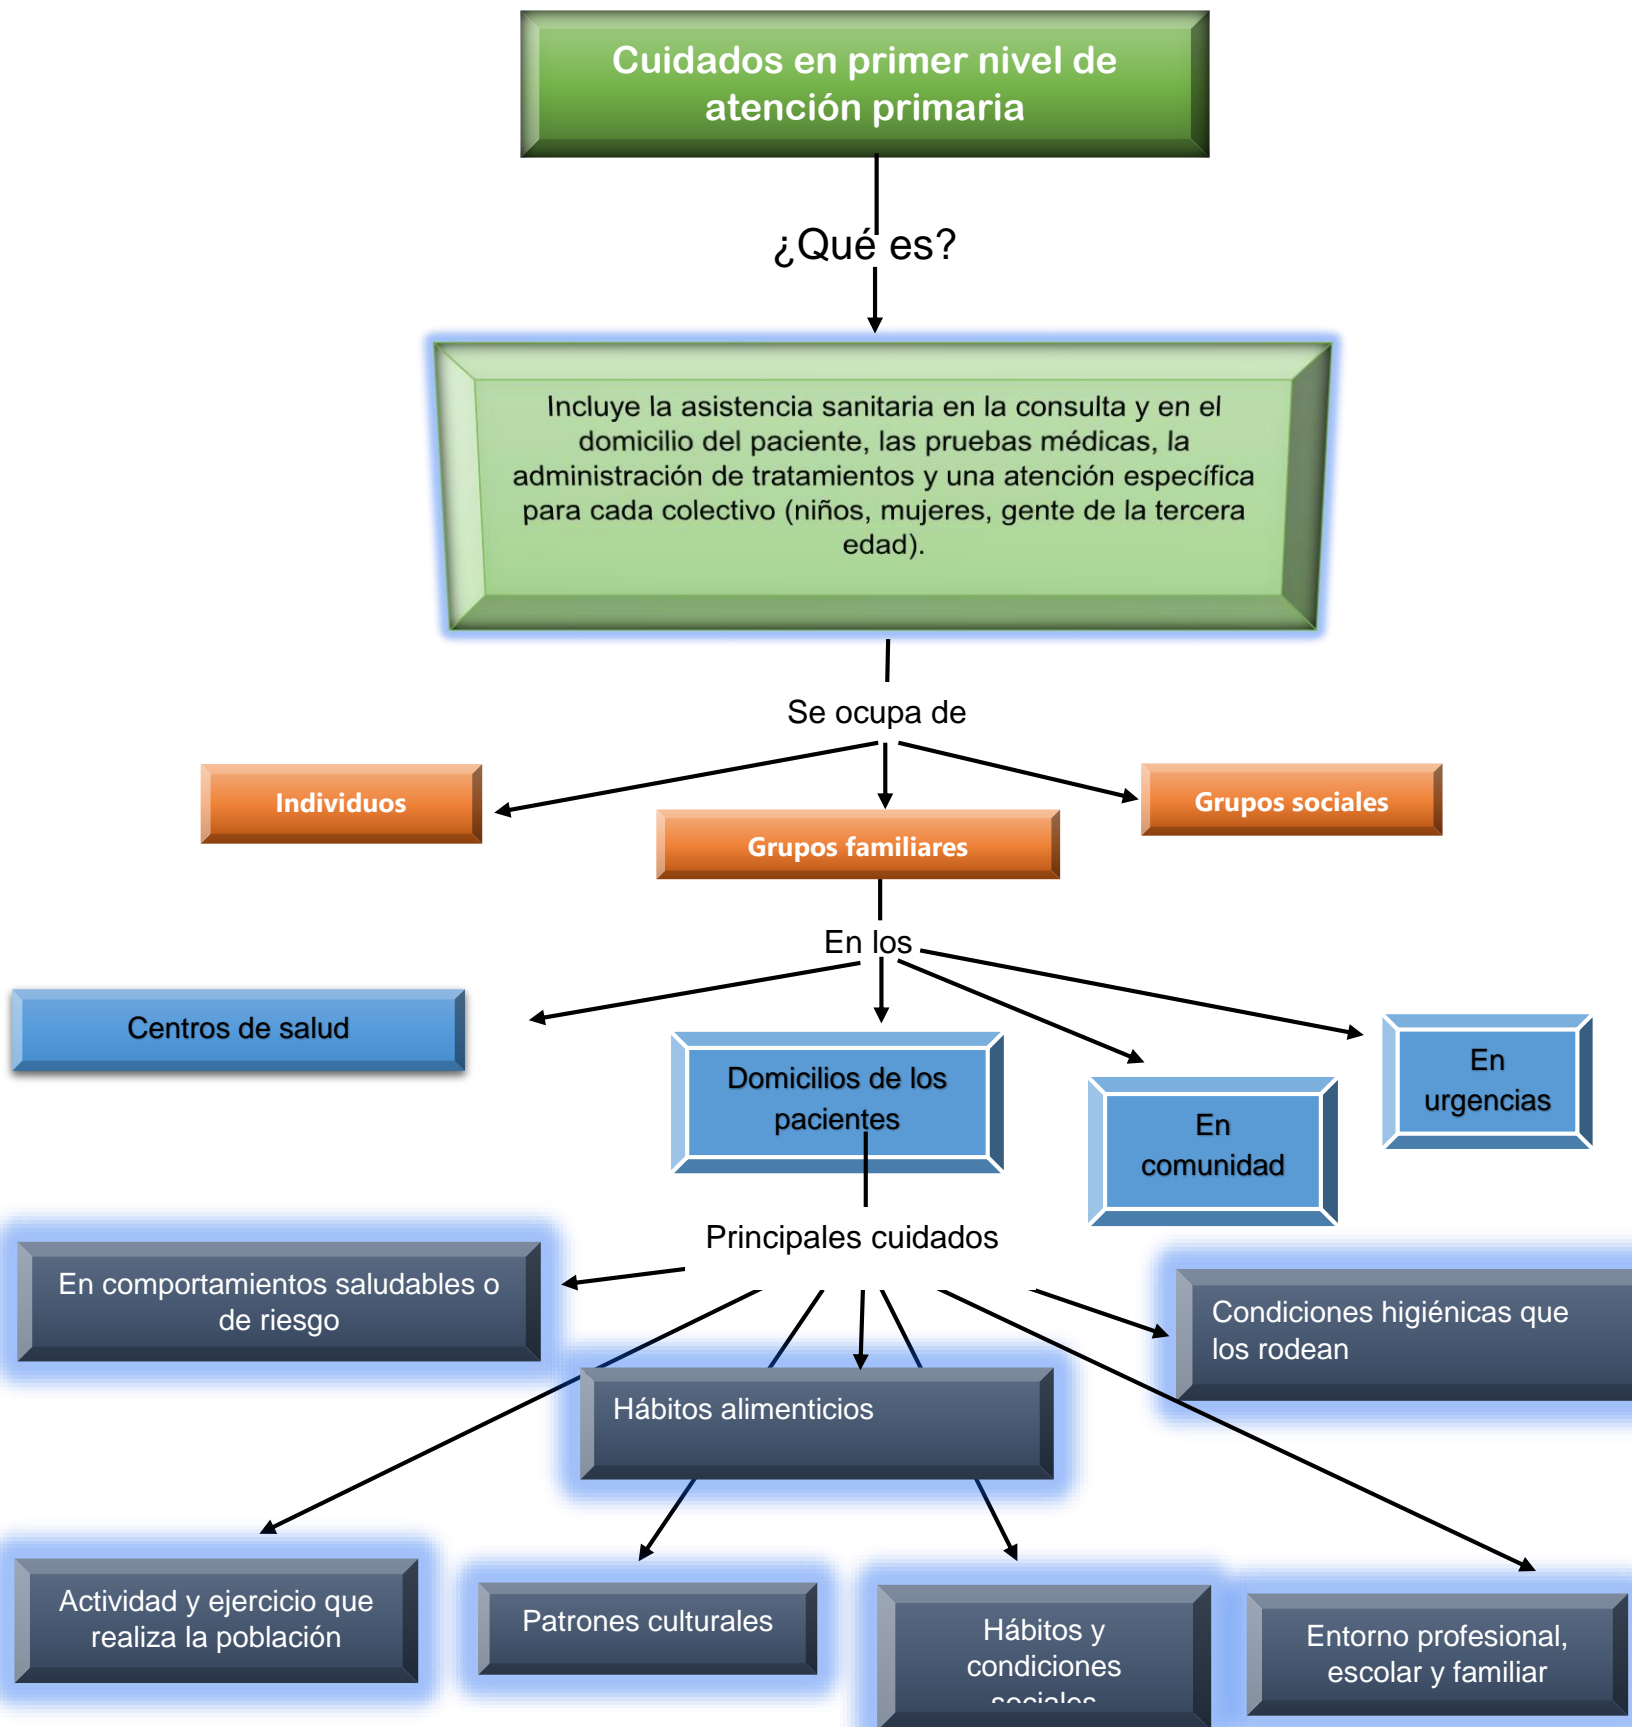 Cuidados en primer nivel de
atención primaria
¿Qué es?
Incluye la asistencia sanitaria en la consulta y en el
domicilio del paciente, las pruebas médicas, la
administración de tratamientos y una atención específica
para cada colectivo (niños, mujeres, gente de la tercera
edad).
Se ocupa de
Individuos
Grupos familiares
Grupos sociales
En los
Centros de salud
Domicilios de los
pacientes
En
comunidad
En
urgencias
Principales cuidados
En comportamientos saludables o
de riesgo
Hábitos alimenticios
Condiciones higiénicas que
los rodean
Actividad y ejercicio que
realiza la población
Patrones culturales
Hábitos y
condiciones
sociales
Entorno profesional,
escolar y familiar